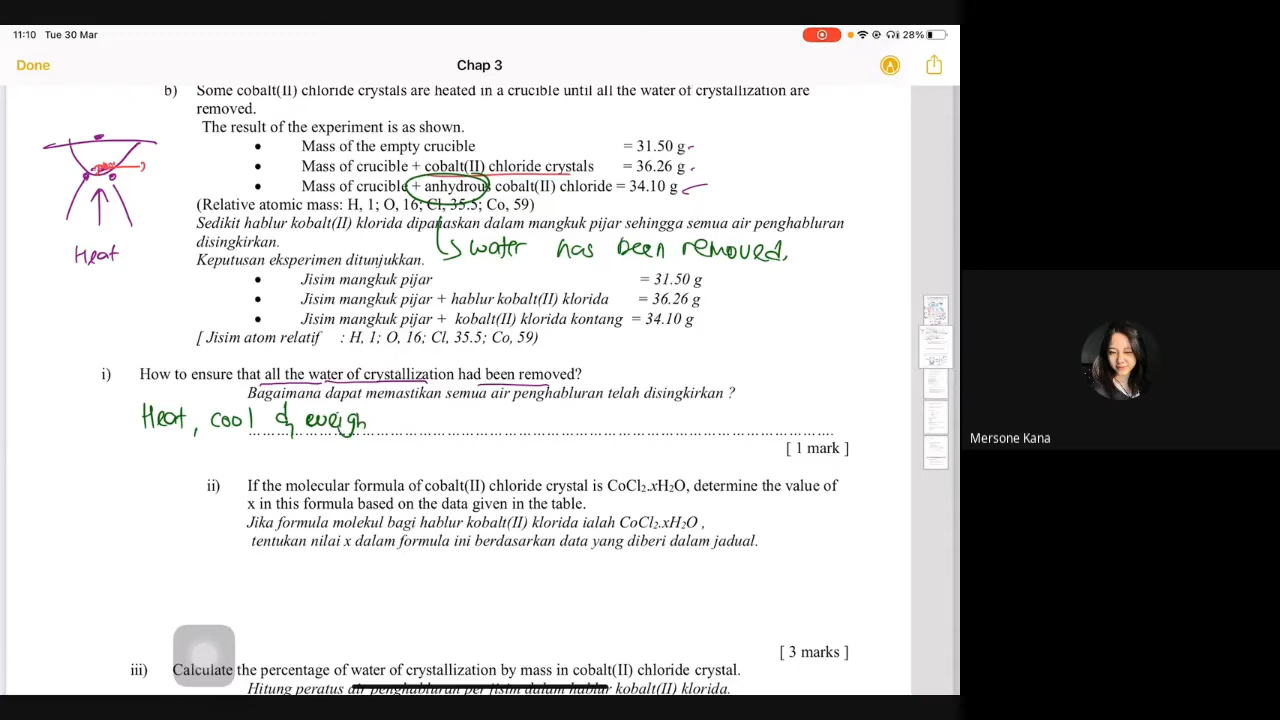 11:10 Tue 30 Mar
28%
Done
Chap 3
b) Some cobalt(II) chloride crystals are heated in a crucible until all the water of crystallization are
removed.
The result of the experiment is as shown.
• Mass of the empty crucible = 31.50 g
• Mass of crucible + cobalt(II) chloride crystals = 36.26 g
• Mass of crucible + anhydrous cobalt(II) chloride = 34.10 g
(Relative atomic mass: H, 1; O, 16; Cl, 35.5; Co, 59)
Sedikit hablur kobalt(II) klorida dipanaskan dalam mangkuk pijar sehingga semua air penghabluran
disingkirkan.
water has been removed.
Heat
Keputusan eksperimen ditunjukkan.
• Jisim mangkuk pijar = 31.50 g
• Jisim mangkuk pijar + hablur kobalt(II) klorida = 36.26 g
• Jisim mangkuk pijar + kobalt(II) klorida kontang = 34.10 g
[ Jisim atom relatif : H, 1; O, 16; Cl, 35.5; Co, 59)
i) How to ensure that all the water of crystallization had been removed?
Bagaimana dapat memastikan semua air penghabluran telah disingkirkan ?
Heat, cool & weigh
[ 1 mark ]
Mersone Kana
ii) If the molecular formula of cobalt(II) chloride crystal is CoCl₂.xH₂O, determine the value of
x in this formula based on the data given in the table.
Jika formula molekul bagi hablur kobalt(II) klorida ialah CoCl₂.xH₂O ,
tentukan nilai x dalam formula ini berdasarkan data yang diberi dalam jadual.
[ 3 marks ]
iii) Calculate the percentage of water of crystallization by mass in cobalt(II) chloride crystal.
Hitung peratus air penghabluran per jisim dalam hablur kobalt(II) klorida.